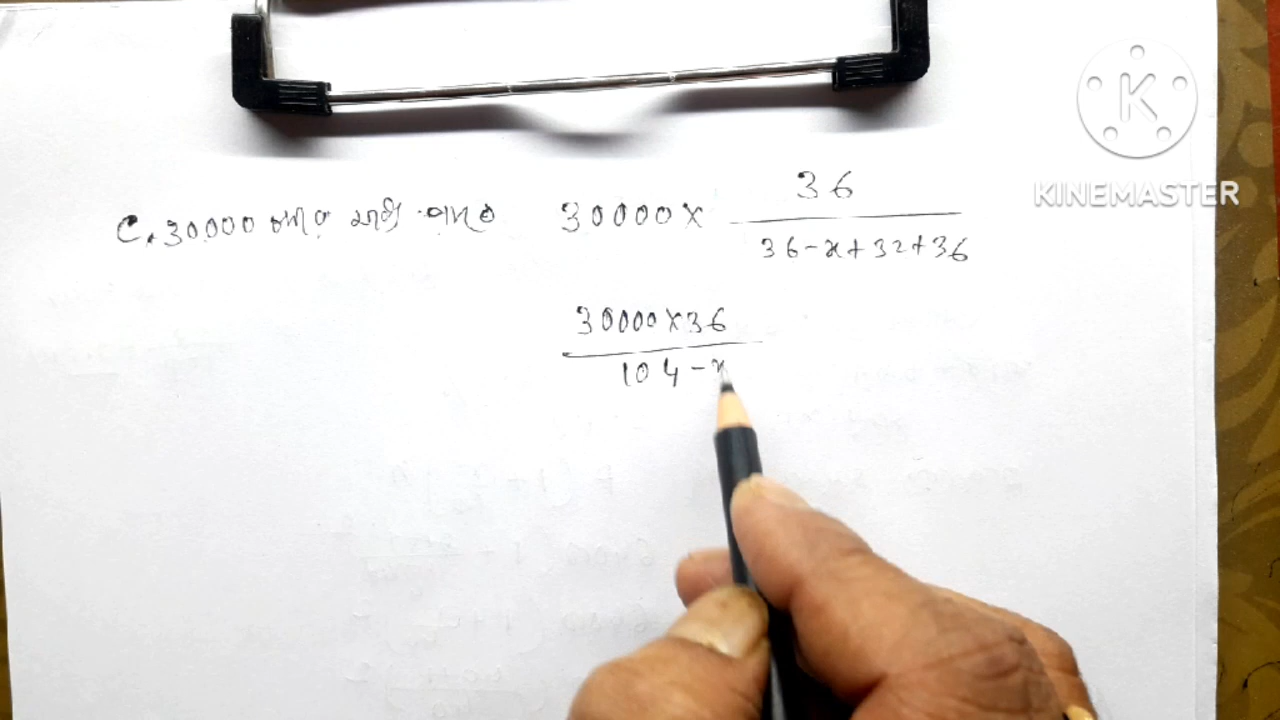 C. 30000 30000 × 36
36 - x + 32 + 36
30000 × 36
104 - x
K
KINEMASTER